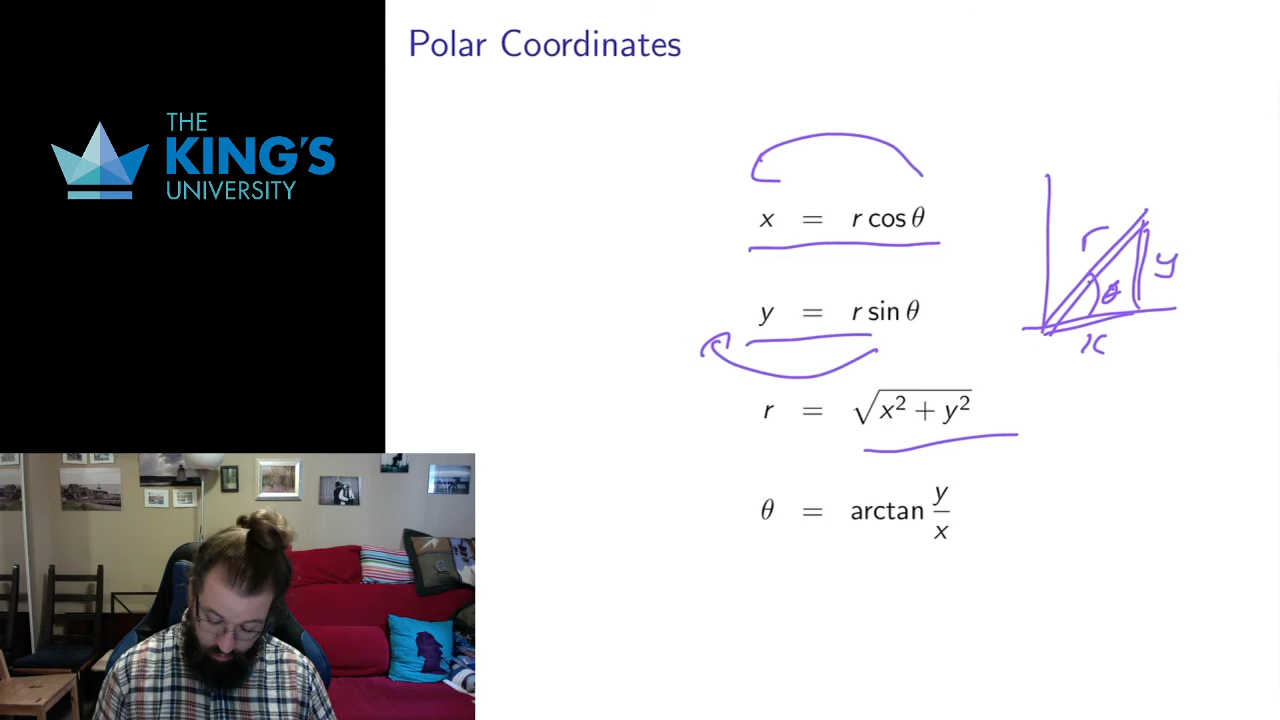 THE
KING'S
UNIVERSITY
Polar Coordinates
x = r cos θ
y = r sin θ
r = √x² + y²
θ = arctan y/x
r
θ
y
x